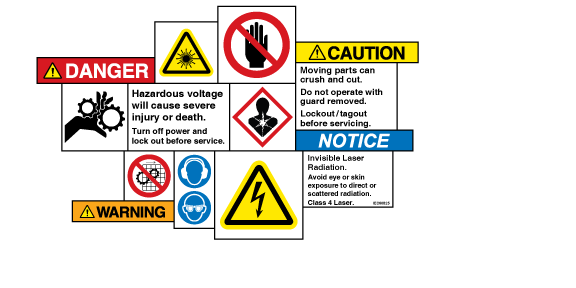 DANGER
Hazardous voltage
will cause severe
injury or death.
Turn off power and
lock out before service.
CAUTION
Moving parts can
crush and cut.
Do not operate with
guard removed.
Lockout/tagout
before servicing.
NOTICE
Invisible Laser
Radiation.
Avoid eye or skin
exposure to direct or
scattered radiation.
Class 4 Laser.
WARNING